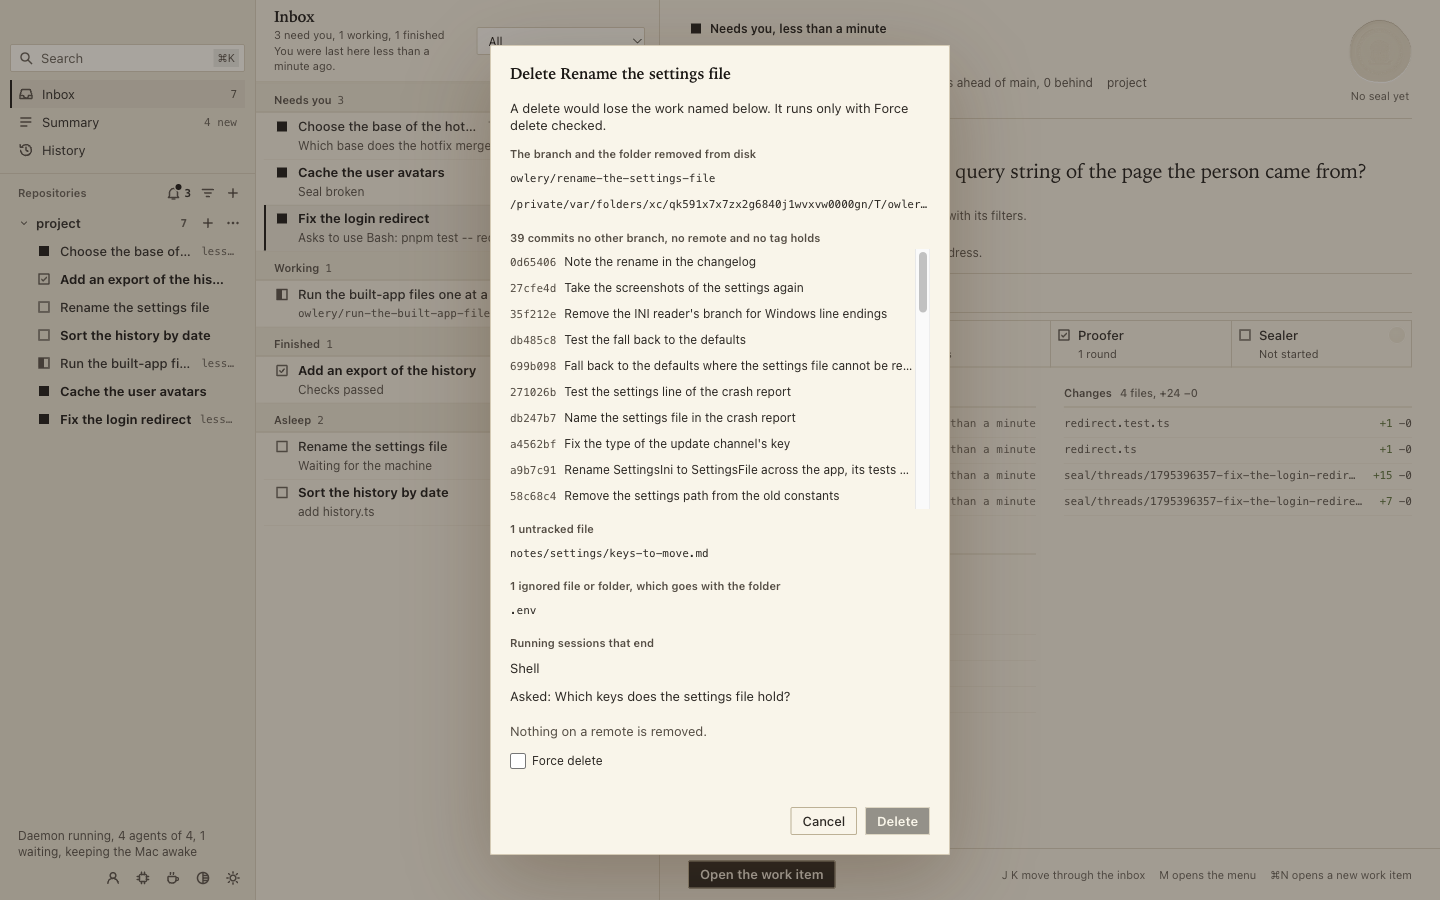 Search ⌘K
Inbox 7
Summary 4 new
History
Repositories 3
project 7
Choose the base of... less...
Add an export of the his...
Rename the settings file
Sort the history by date
Run the built-app fi... less...
Cache the user avatars
Fix the login redirect less...
Daemon running, 4 agents of 4, 1
waiting, keeping the Mac awake
Inbox
3 need you, 1 working, 1 finished
You were last here less than a
minute ago.
All
Needs you 3
Choose the base of the hot...
Which base does the hotfix merge
Cache the user avatars
Seal broken
Fix the login redirect
Asks to use Bash: pnpm test -- re
Working 1
Run the built-app files one at a
owlery/run-the-built-app-file
Finished 1
Add an export of the history
Checks passed
Asleep 2
Rename the settings file
Waiting for the machine
Sort the history by date
add history.ts
Delete Rename the settings file
A delete would lose the work named below. It runs only with Force
delete checked.
The branch and the folder removed from disk
owlery/rename-the-settings-file
/private/var/folders/xc/qk591x7x7zx2g6840j1wvxvw0000gn/T/owler...
39 commits no other branch, no remote and no tag holds
0d65406 Note the rename in the changelog
27cfe4d Take the screenshots of the settings again
35f212e Remove the INI reader's branch for Windows line endings
db485c8 Test the fall back to the defaults
699b098 Fall back to the defaults where the settings file cannot be re...
271026b Test the settings line of the crash report
db247b7 Name the settings file in the crash report
a4562bf Fix the type of the update channel's key
a9b7c91 Rename SettingsIni to SettingsFile across the app, its tests ...
58c68c4 Remove the settings path from the old constants
1 untracked file
notes/settings/keys-to-move.md
1 ignored file or folder, which goes with the folder
.env
Running sessions that end
Shell
Asked: Which keys does the settings file hold?
Nothing on a remote is removed.
Force delete
Cancel Delete
Needs you, less than a minute
s ahead of main, 0 behind project
No seal yet
query string of the page the person came from?
with its filters.
dress.
Proofer
1 round
Sealer
Not started
Changes 4 files, +24 −0
than a minute
redirect.test.ts +1 −0
than a minute
redirect.ts +1 −0
than a minute
seal/threads/1795396357-fix-the-login-redir... +15 −0
than a minute
seal/threads/1795396357-fix-the-login-redire... +7 −0
Open the work item
J K move through the inbox M opens the menu ⌘N opens a new work item